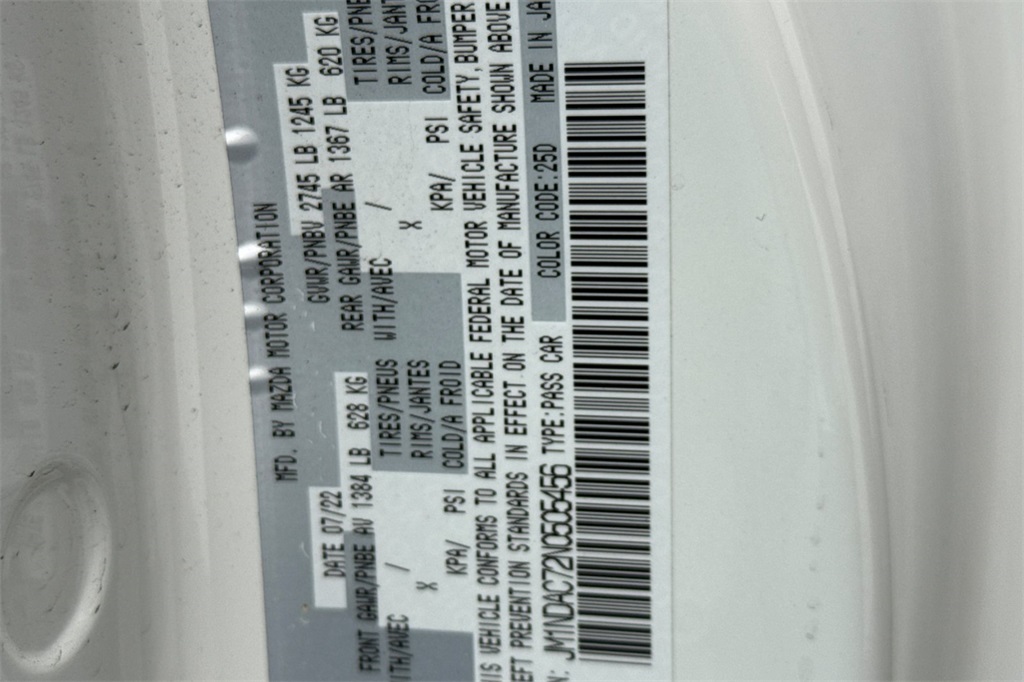 MFD. BY MAZDA MOTOR CORPORATION
DATE 07/22
GVWR/PNBV 2745 LB 1245 KG
FRONT GAWR/PNBE AV 1384 LB 628 KG
REAR GAWR/PNBE AR 1367 LB 620 KG
ITH/AVEC
TIRES/PNEUS
WITH/AVEC
TIRES/PNE
/
RIMS/JANTES
/
RIMS/JANT
X
X
KPA/ PSI
COLD/A FROID
KPA/ PSI
COLD/A FRO
IS VEHICLE CONFORMS TO ALL APPLICABLE FEDERAL MOTOR VEHICLE SAFETY, BUMPER
EFT PREVENTION STANDARDS IN EFFECT ON THE DATE OF MANUFACTURE SHOWN ABOVE
N: JM1NDAC72N0505456 TYPE:PASS CAR
COLOR CODE:25D MADE IN JA